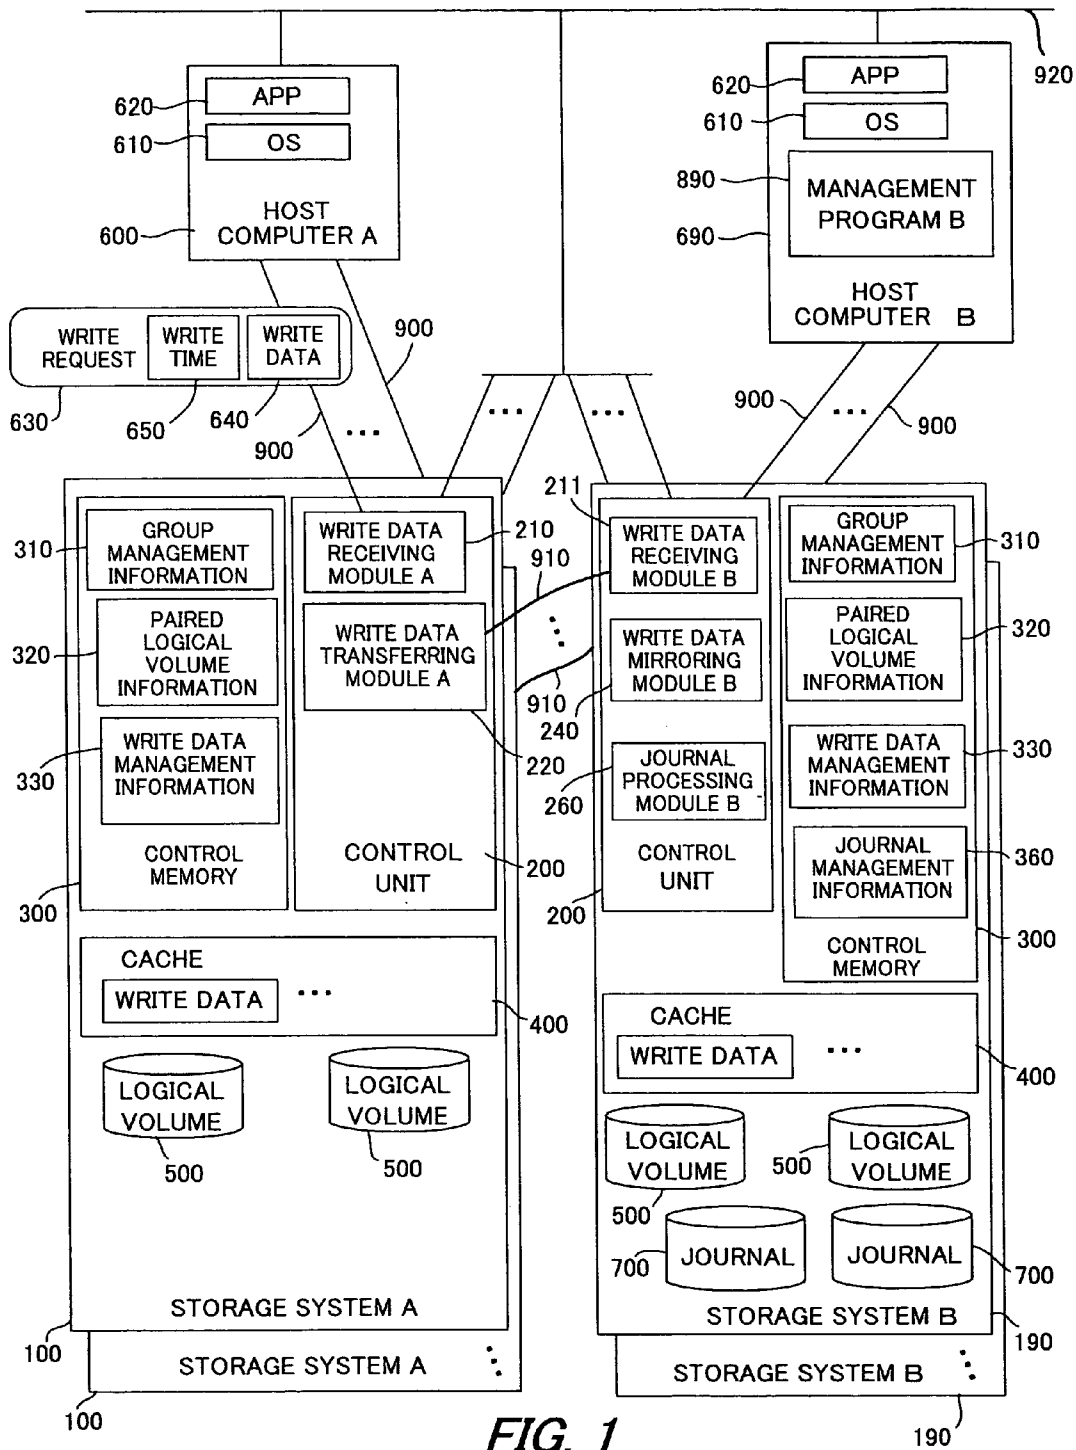 920
APP
620
OS
610
HOST
COMPUTER A
600
APP
620
OS
610
MANAGEMENT
PROGRAM B
890
690
HOST
COMPUTER B
WRITE
REQUEST
WRITE
TIME
WRITE
DATA
630
650
640
900
900
900
900
GROUP
MANAGEMENT
INFORMATION
310
PAIRED
LOGICAL
VOLUME
INFORMATION
320
WRITE DATA
MANAGEMENT
INFORMATION
330
CONTROL
MEMORY
300
WRITE DATA
RECEIVING
MODULE A
210
WRITE DATA
TRANSFERRING
MODULE A
220
CONTROL
UNIT
200
910
910
211
WRITE DATA
RECEIVING
MODULE B
WRITE DATA
MIRRORING
MODULE B
240
JOURNAL
PROCESSING
MODULE B
260
CONTROL
UNIT
200
GROUP
MANAGEMENT
INFORMATION
310
PAIRED
LOGICAL
VOLUME
INFORMATION
320
WRITE DATA
MANAGEMENT
INFORMATION
330
JOURNAL
MANAGEMENT
INFORMATION
360
CONTROL
MEMORY
300
CACHE
WRITE DATA
400
LOGICAL
VOLUME
500
LOGICAL
VOLUME
500
STORAGE SYSTEM A
100
STORAGE SYSTEM A
100
CACHE
WRITE DATA
400
LOGICAL
VOLUME
500
LOGICAL
VOLUME
500
JOURNAL
700
JOURNAL
700
STORAGE SYSTEM B
190
STORAGE SYSTEM B
190
FIG. 1